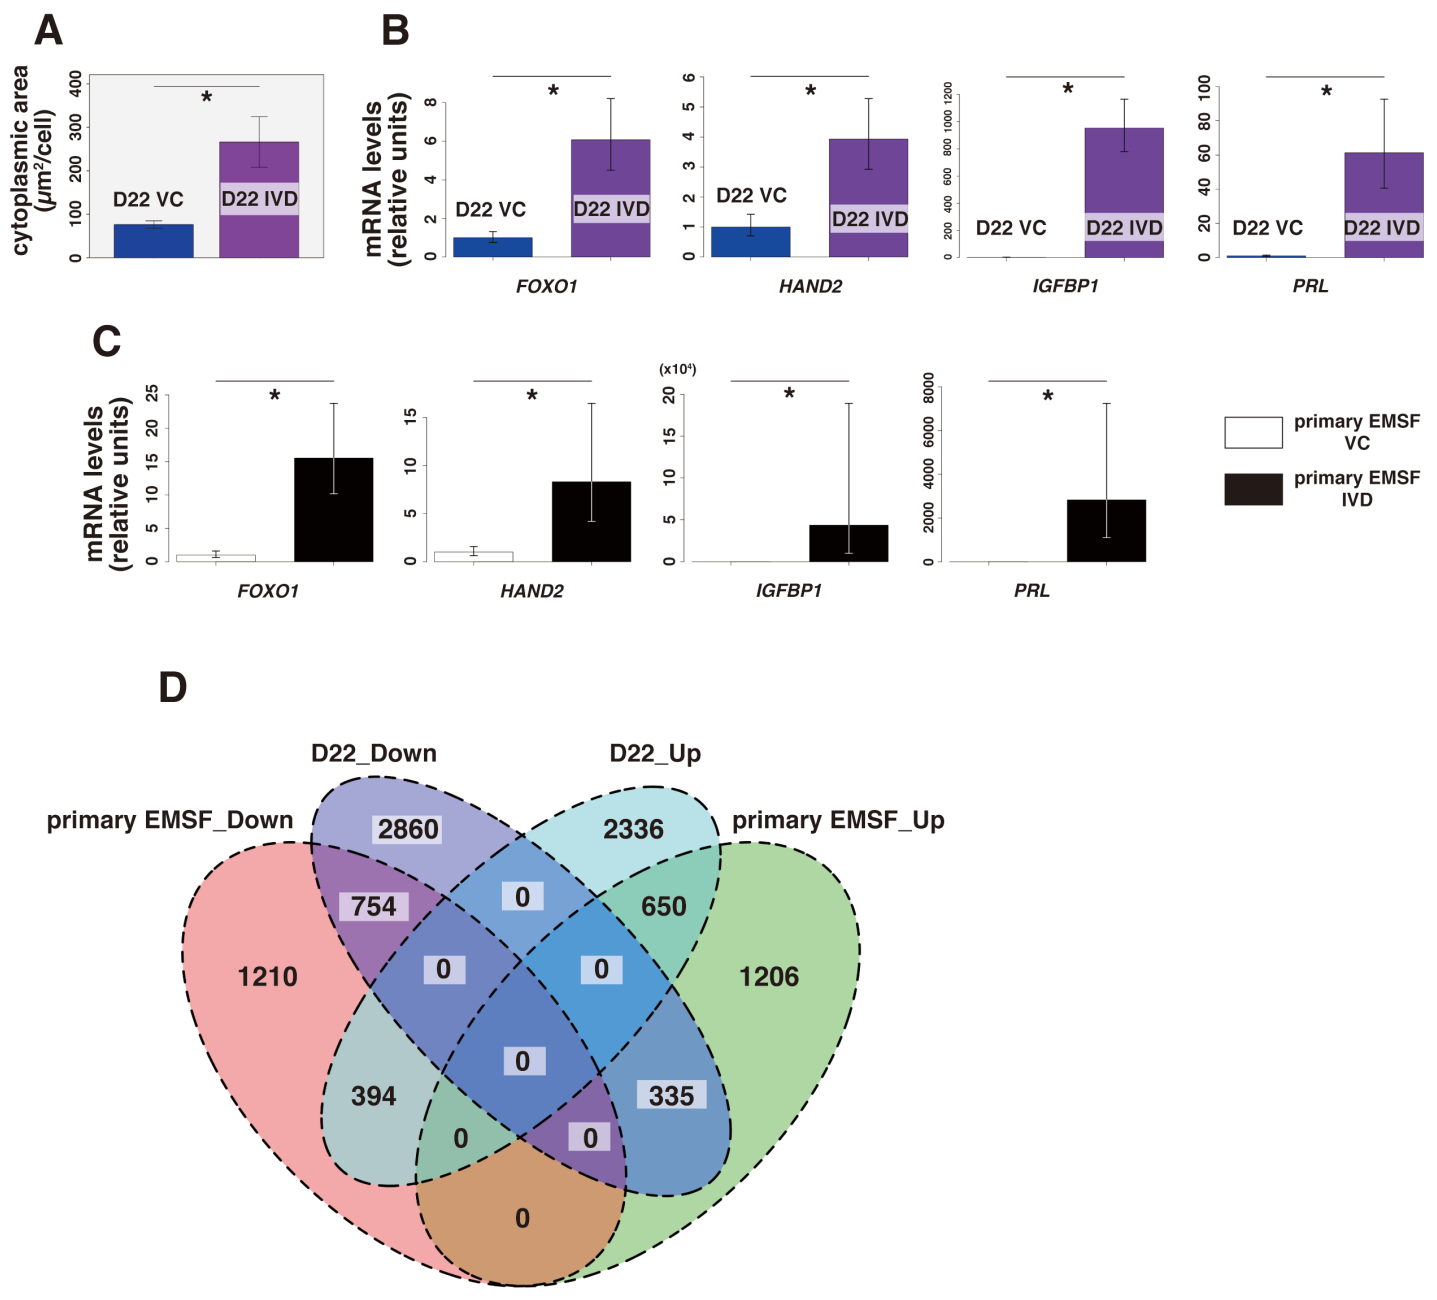 A
cytoplasmic area
(µm²/cell)
0
100
200
300
400
*
D22 VC
D22 IVD
B
mRNA levels
(relative units)
0
2
4
6
8
*
D22 VC
D22 IVD
FOXO1
0
1
2
3
4
5
6
*
D22 VC
D22 IVD
HAND2
0
200
400
600
800
1000
1200
*
D22 VC
D22 IVD
IGFBP1
0
20
40
60
80
100
*
D22 VC
D22 IVD
PRL
C
mRNA levels
(relative units)
0
5
10
15
20
25
*
FOXO1
0
5
10
15
*
HAND2
(x10⁴)
0
5
10
15
20
*
IGFBP1
0
2000
4000
6000
8000
*
PRL
primary EMSF
VC
primary EMSF
IVD
D
D22_Down
D22_Up
primary EMSF_Down
primary EMSF_Up
2860
2336
754
0
650
1210
0
0
1206
394
0
335
0
0
0